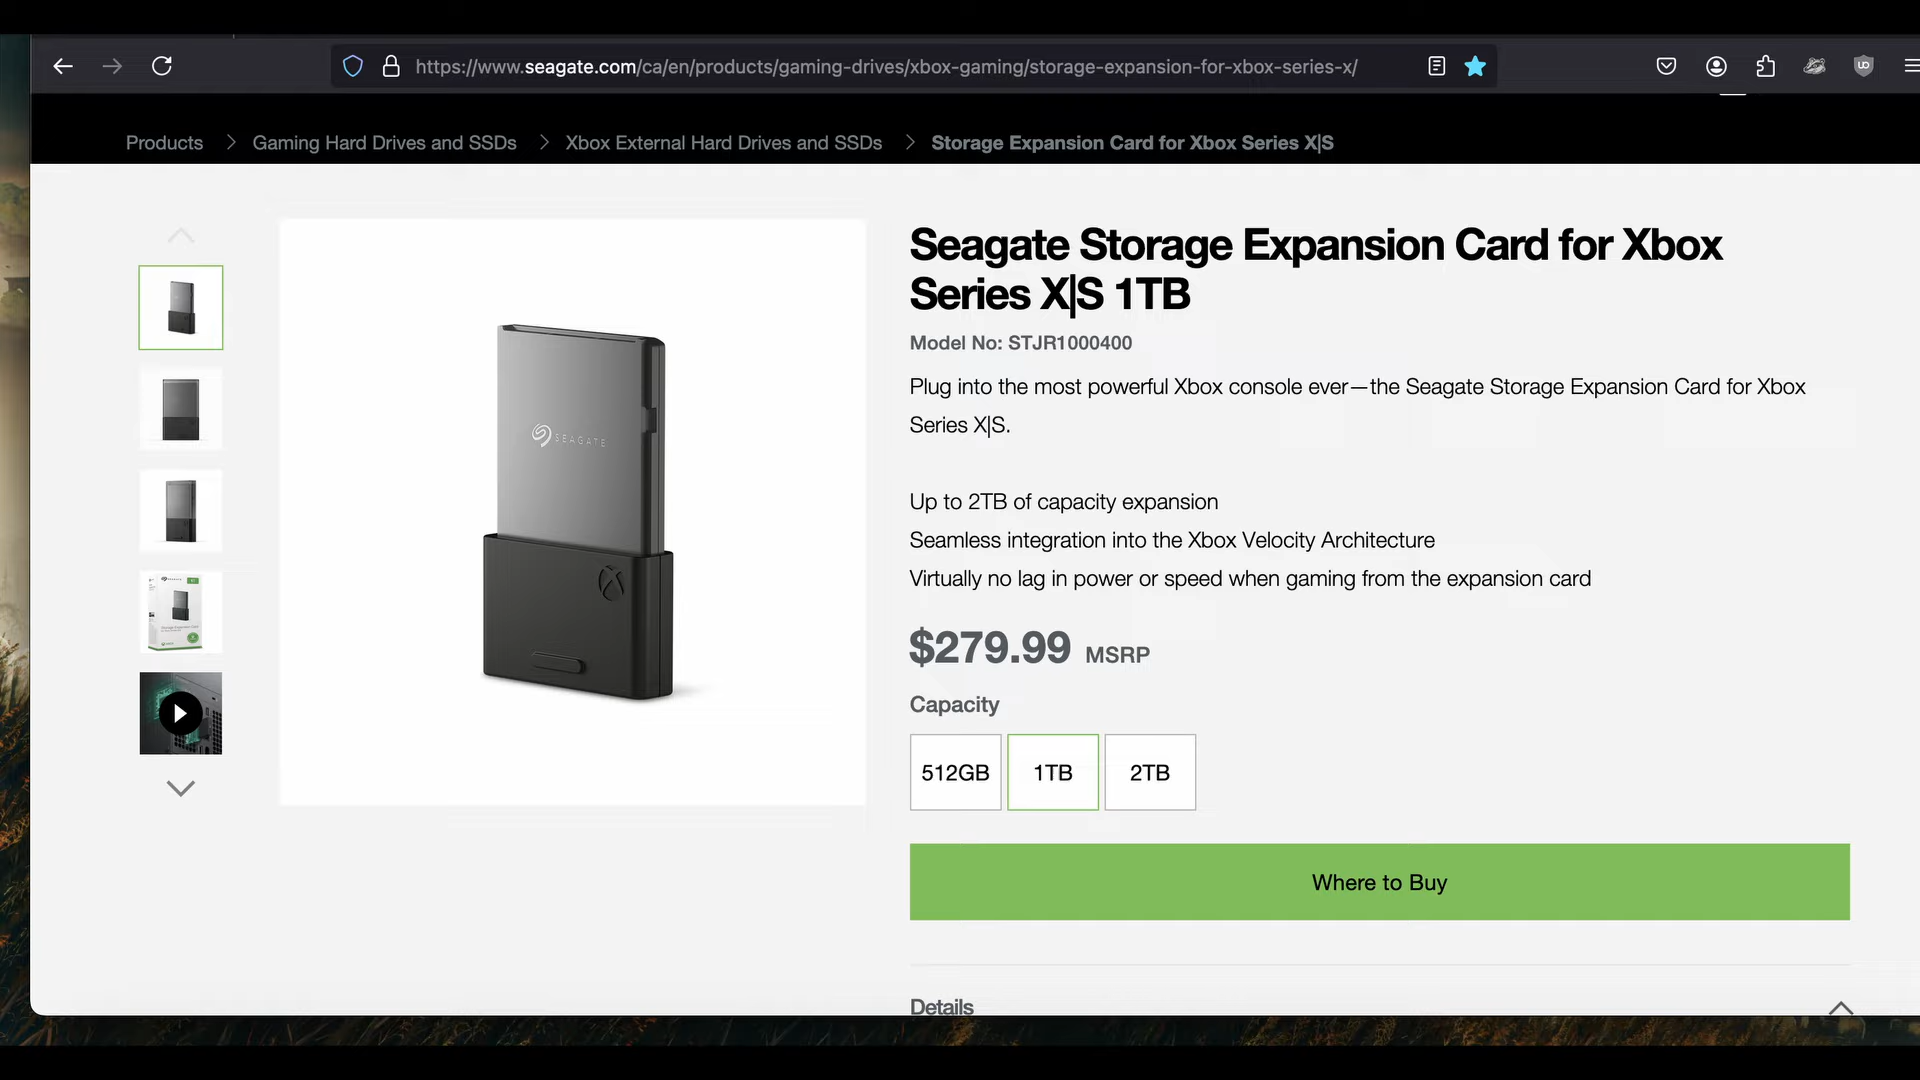 https://www.seagate.com/ca/en/products/gaming-drives/xbox-gaming/storage-expansion-for-xbox-series-x/
Products > Gaming Hard Drives and SSDs > Xbox External Hard Drives and SSDs > Storage Expansion Card for Xbox Series X|S
Seagate Storage Expansion Card for Xbox
Series X|S 1TB
Model No: STJR1000400
Plug into the most powerful Xbox console ever—the Seagate Storage Expansion Card for Xbox
Series X|S.
Up to 2TB of capacity expansion
Seamless integration into the Xbox Velocity Architecture
Virtually no lag in power or speed when gaming from the expansion card
$279.99 MSRP
Capacity
512GB 1TB 2TB
Where to Buy
Details
SEAGATE